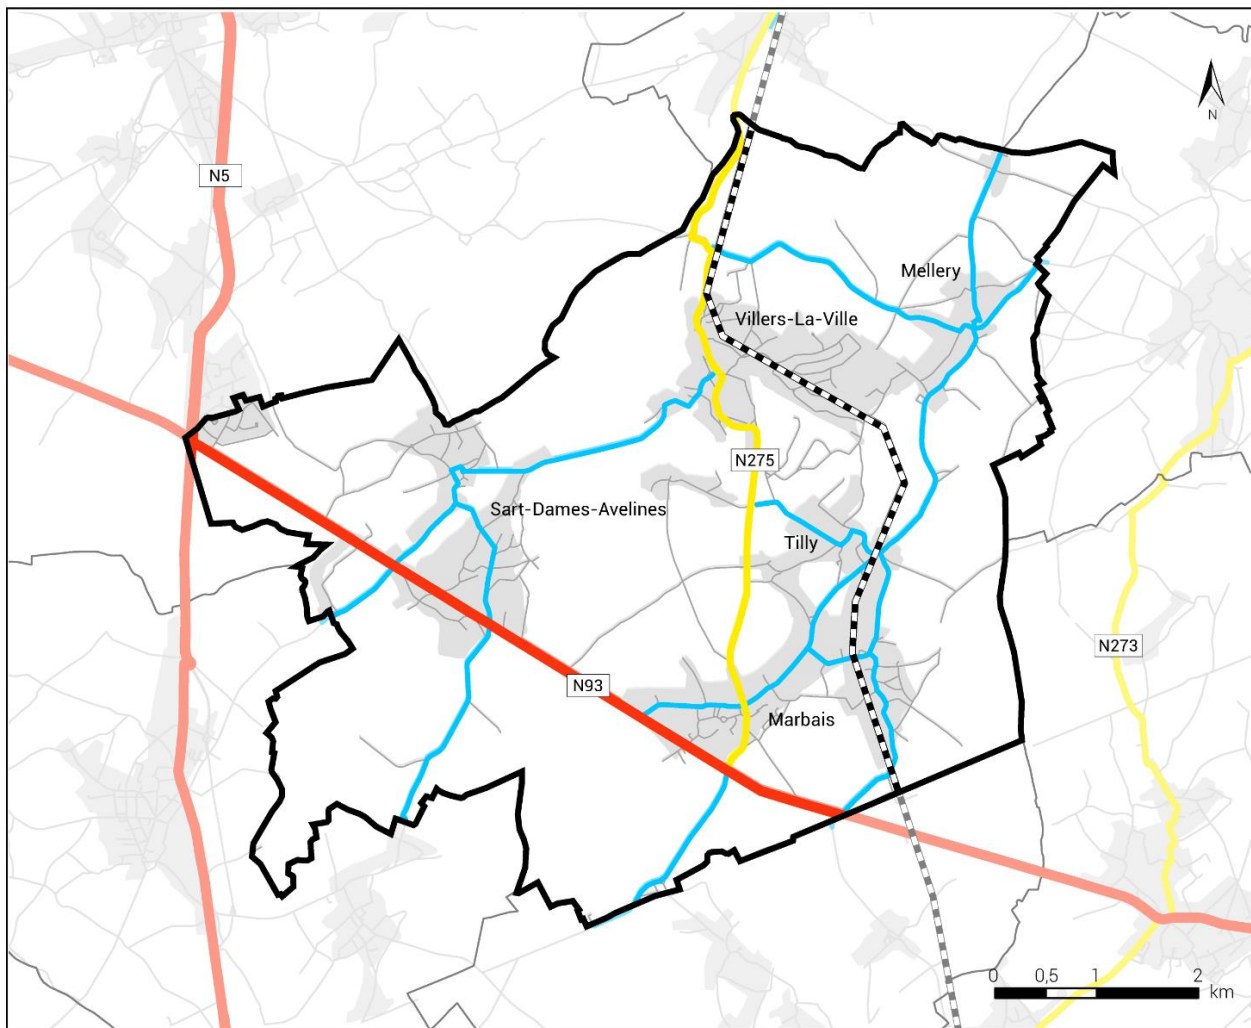 N
N5
Mellery
Villers-La-Ville
N275
Sart-Dames-Avelines
Tilly
N273
N93
Marbais
0 0,5 1 2
km